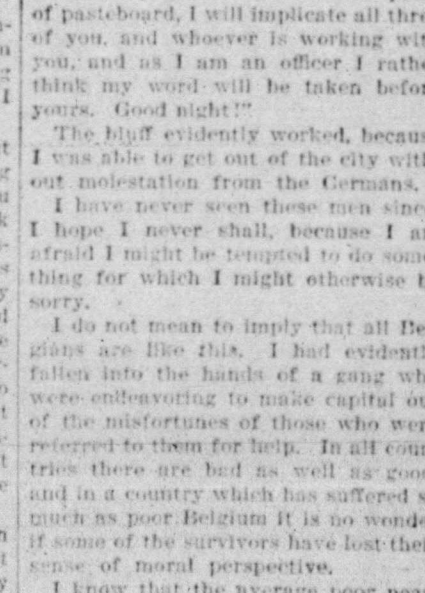 of pasteboard, I will implicate all thre
of you, and whoever is working wit
you, and as I am an officer I rathe
think my word will be taken befor
yours. Good night!"
The bluff evidently worked, becaus
I was able to get out of the city with
out molestation from the Germans.
I have never seen these men sinc
I hope I never shall, because I a
afraid I might be tempted to do some
thing for which I might otherwise b
sorry.
I do not mean to imply that all Be
gians are like this. I had evidentl
fallen into the hands of a gang wh
were endeavoring to make capital ou
of the misfortunes of those who wer
referred to them for help. In all coun
tries there are bad as well as good
and in a country which has suffered s
much as poor Belgium it is no wonde
if some of the survivors have lost thei
sense of moral perspective.
I know that the average poor